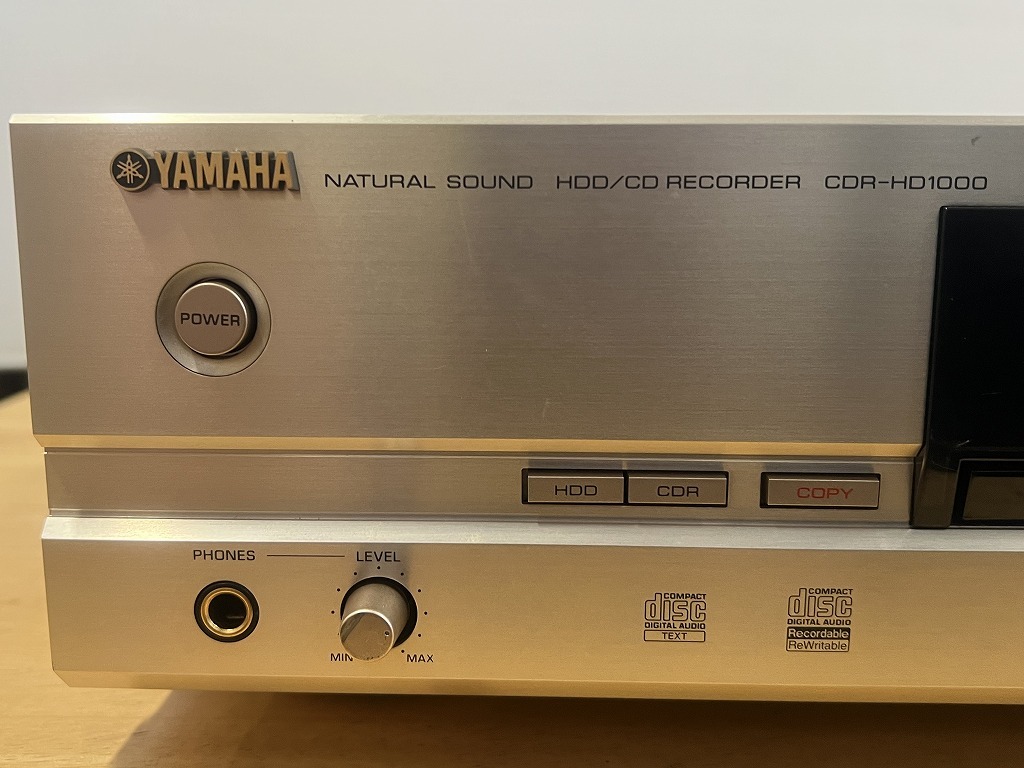 YAMAHA NATURAL SOUND HDD/CD RECORDER CDR-HD1000
POWER
HDD CDR COPY
PHONES LEVEL
MIN MAX
COMPACT
disc
DIGITAL AUDIO
TEXT
COMPACT
disc
DIGITAL AUDIO
Recordable
ReWritable